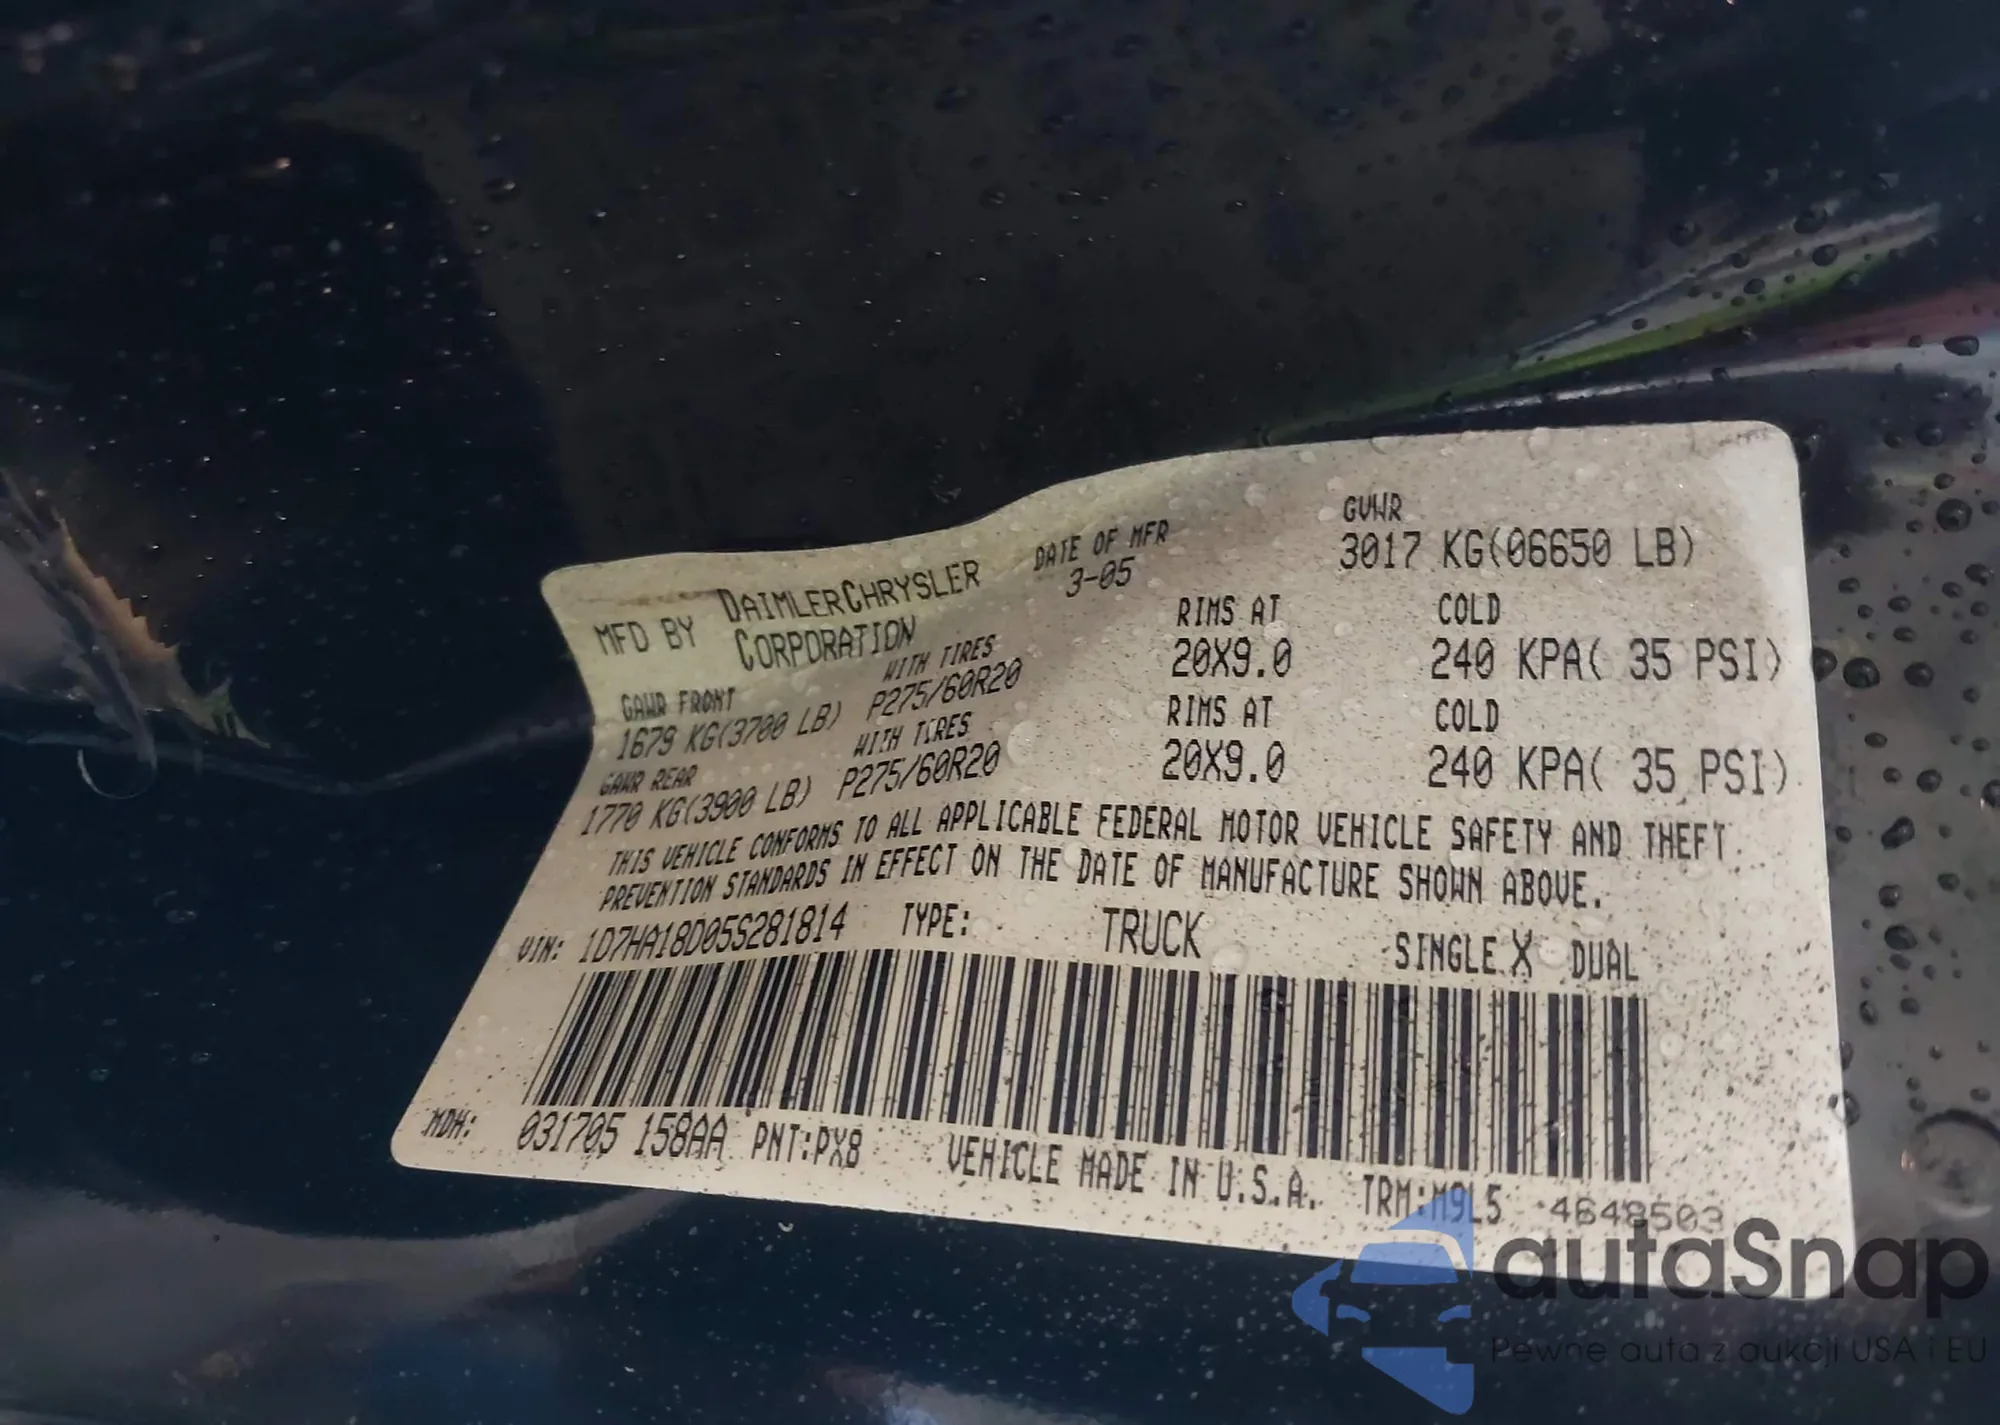 MFD BY DAIMLERCHRYSLER CORPORATION
DATE OF MFR
3-05
GVWR
3017 KG(06650 LB)
GAWR FRONT WITH TIRES RIMS AT COLD
1679 KG(3700 LB) P275/60R20 20X9.0 240 KPA( 35 PSI)
GAWR REAR WITH TIRES RIMS AT COLD
1770 KG(3900 LB) P275/60R20 20X9.0 240 KPA( 35 PSI)
THIS VEHICLE CONFORMS TO ALL APPLICABLE FEDERAL MOTOR VEHICLE SAFETY AND THEFT
PREVENTION STANDARDS IN EFFECT ON THE DATE OF MANUFACTURE SHOWN ABOVE.
VIN: 1D7HA18D05S281814 TYPE: TRUCK SINGLE X DUAL
MDH: 031705 158AA PNT:PX8 VEHICLE MADE IN U.S.A. TRM:M9L5 4648503
autaSnap
Pewne auta z aukcji USA i EU